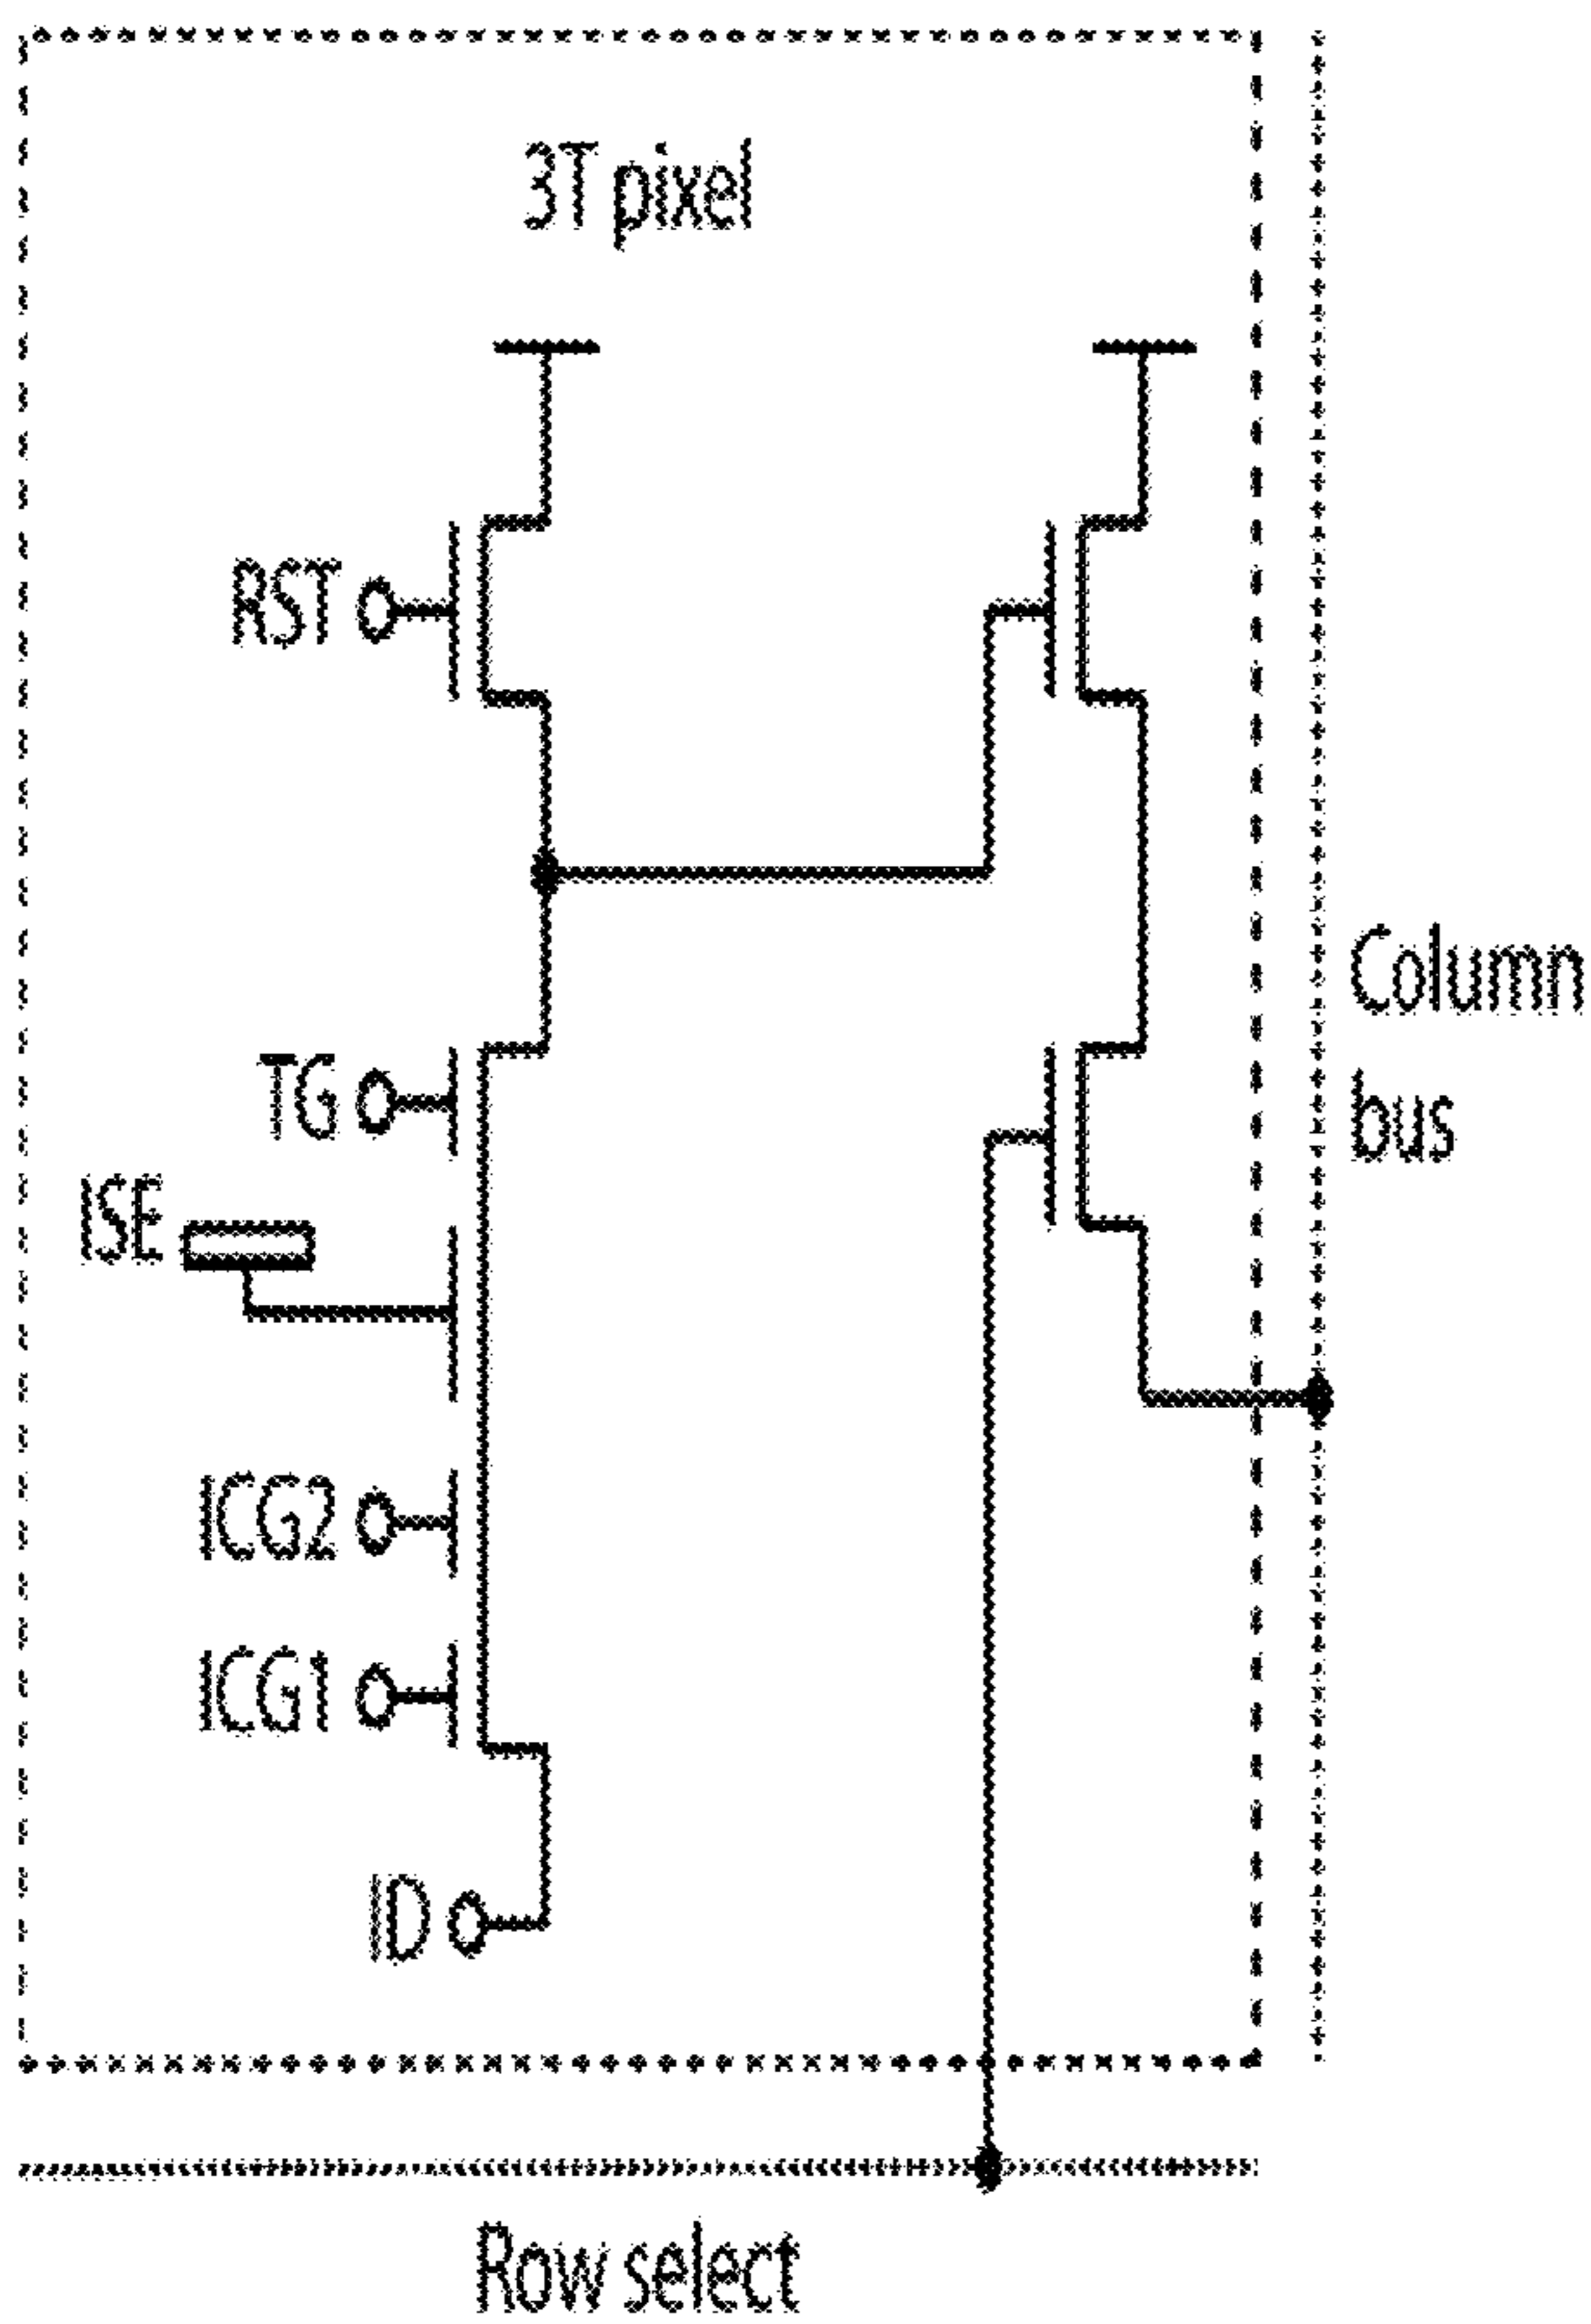 3T pixel
RST
Column
bus
TG
ISE
ICG2
ICG1
ID
Row select